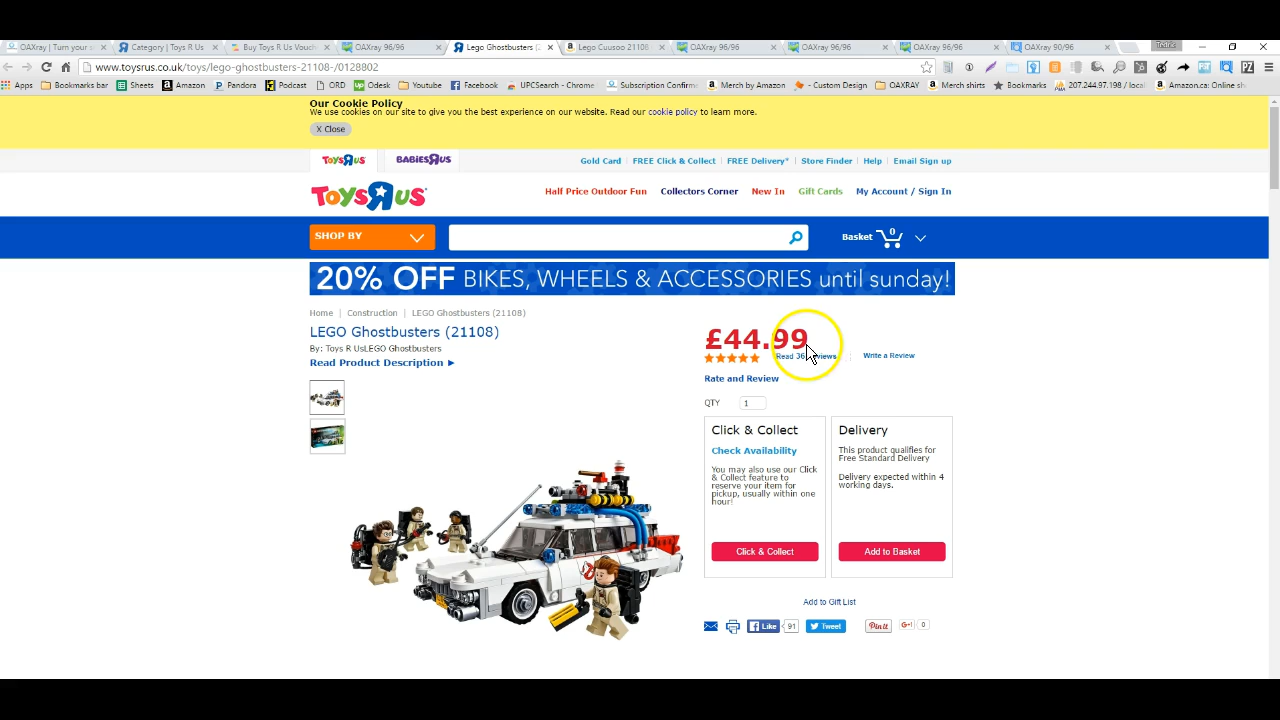 OAXray | Turn your s
Category | Toys R Us
Buy Toys R Us Vouch
OAXray 96/96
Lego Ghostbusters (2
Lego Cuusoo 21108
OAXray 96/96
OAXray 96/96
OAXray 96/96
OAXray 90/96
www.toysrus.co.uk/toys/lego-ghostbusters-21108-/0128802
Apps
Bookmarks bar
Sheets
Amazon
Pandora
Podcast
ORD
Odesk
Youtube
Facebook
UPCSearch - Chrome
Subscription Confirm
Merch by Amazon
- Custom Design
OAXRAY
Merch shirts
Bookmarks
207.244.97.198 / local
Amazon.ca: Online sh
Our Cookie Policy
We use cookies on our site to give you the best experience on our website. Read our cookie policy to learn more.
X Close
TOYSRUS
BABIESRUS
Gold Card
FREE Click & Collect
FREE Delivery*
Store Finder
Help
Email Sign up
TOYSRUS
Half Price Outdoor Fun
Collectors Corner
New In
Gift Cards
My Account / Sign In
SHOP BY
Basket 0
20% OFF BIKES, WHEELS & ACCESSORIES until sunday!
Home | Construction | LEGO Ghostbusters (21108)
LEGO Ghostbusters (21108)
By: Toys R UsLEGO Ghostbusters
Read Product Description ►
£44.99
Read 36
Write a Review
Rate and Review
QTY 1
Click & Collect
Check Availability
You may also use our Click
& Collect feature to
reserve your item for
pickup, usually within one
hour!
Click & Collect
Delivery
This product qualifies for
Free Standard Delivery
Delivery expected within 4
working days.
Add to Basket
Add to Gift List
Like 91
Tweet
Pin it
G+1 0